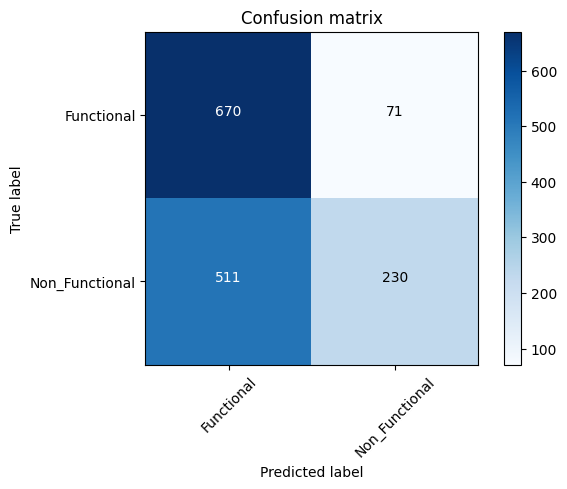 Confusion matrix
True label
Functional
670 71
600
500
Non_Functional
511 230
400
300
200
100
Functional
Non_Functional
Predicted label